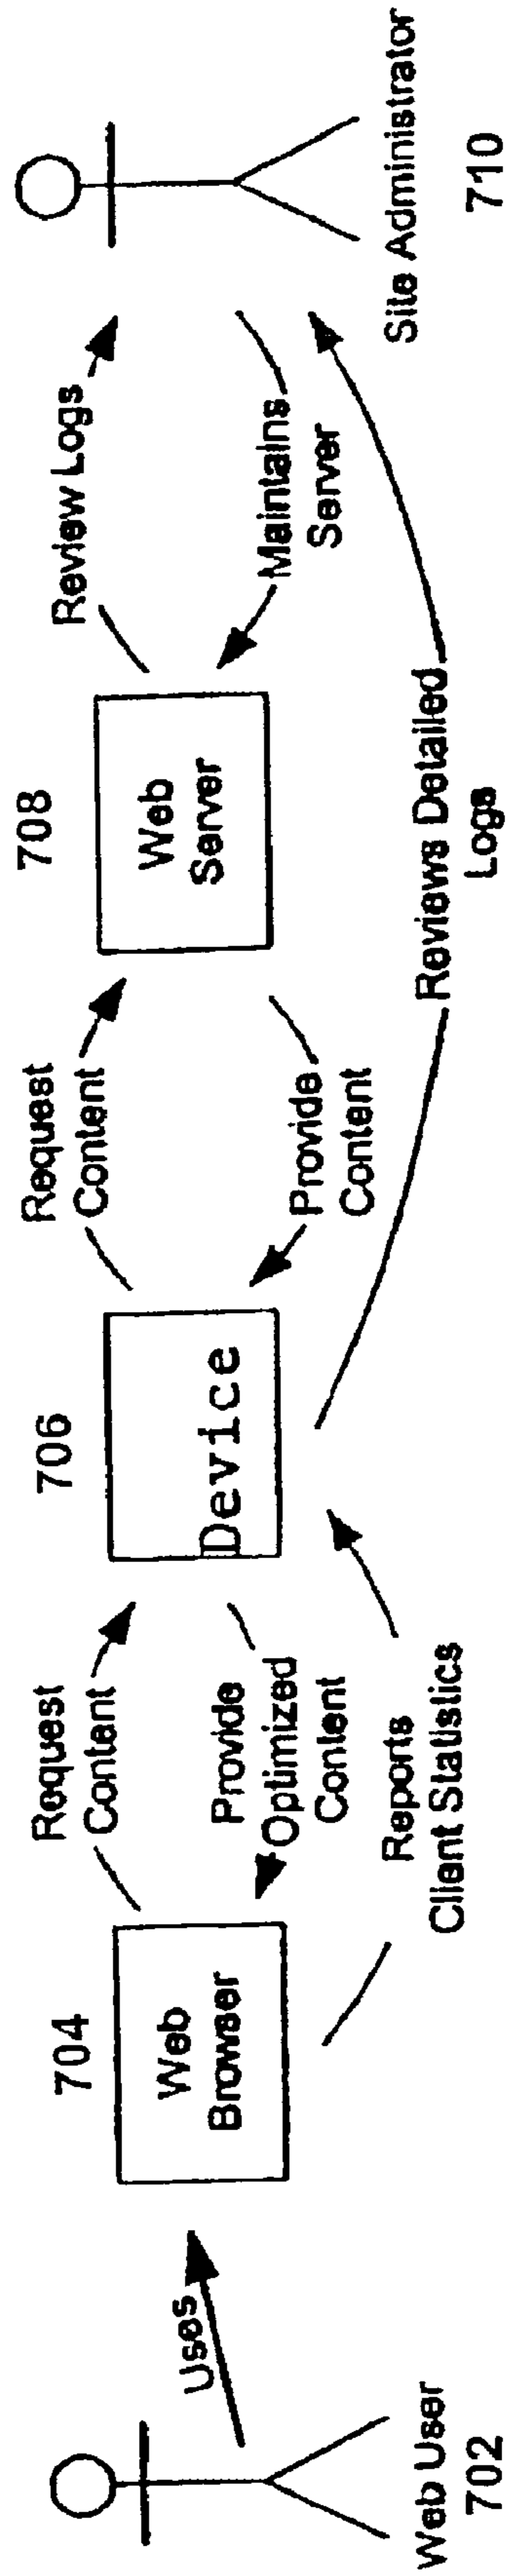 Web User
702
Uses
704
Web
Browser
Request
Content
Provide
Optimized
Content
Reports
Client Statistics
706
Device
Request
Content
Provide
Content
708
Web
Server
Review Logs
Maintains
Server
Reviews Detailed
Logs
Site Administrator
710